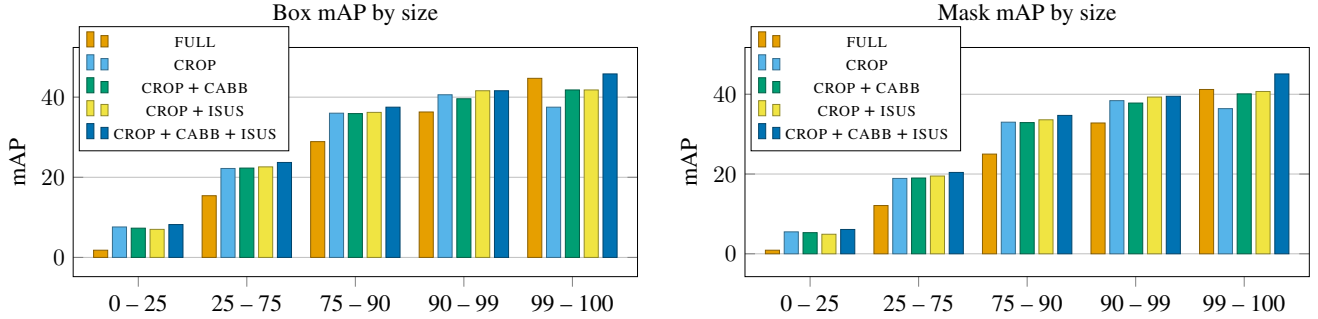 Box mAP by size
FULL
CROP
CROP + CABB
CROP + ISUS
CROP + CABB + ISUS
mAP
40
20
0
0 – 25
25 – 75
75 – 90
90 – 99
99 – 100
Mask mAP by size
FULL
CROP
CROP + CABB
CROP + ISUS
CROP + CABB + ISUS
mAP
40
20
0
0 – 25
25 – 75
75 – 90
90 – 99
99 – 100